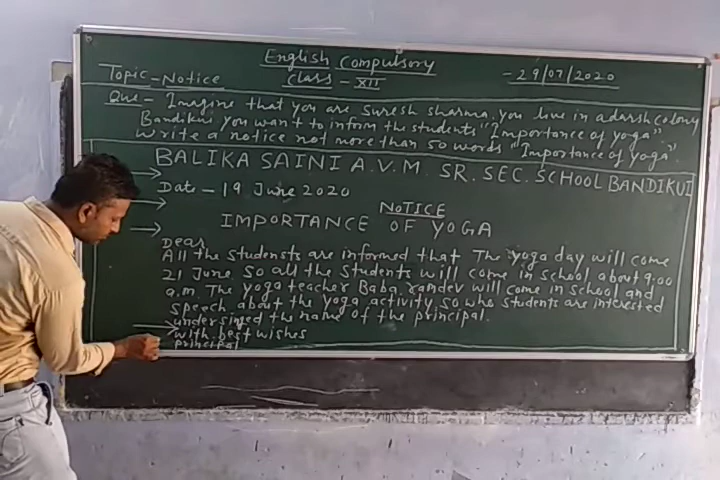 English Compulsory
Class - XII
- 29/07/2020
Topic - Notice
Que - Imagine that you are Suresh sharma. you live in adarsh colony
Bandikui you want to inform the students "Importance of yoga"
write a notice not more than 50 words "Importance of yoga".
BALIKA SAINI A.V.M. SR. SEC. SCHOOL BANDIKUI
Date - 19 June 2020
NOTICE
IMPORTANCE OF YOGA
Dear
All the students are informed that The yoga day will come
21 June so all the students will come in school about 9:00
a.m. The yoga teacher Baba ramdev will come in school and
speech about the yoga activity so who students are interested
undersinged the name of the principal.
with best wishes
principal